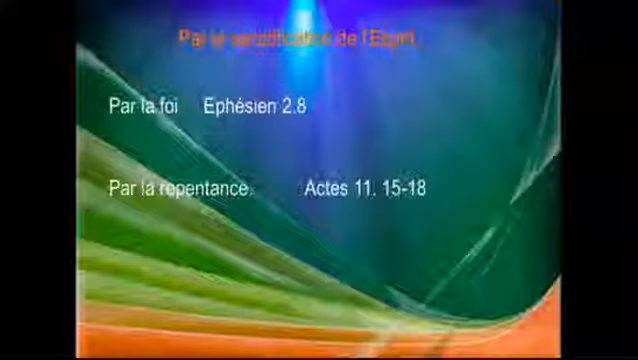 Par la sanctification de l'Esprit.
Par la foi Ephésien 2.8
Par la repentance. Actes 11. 15-18